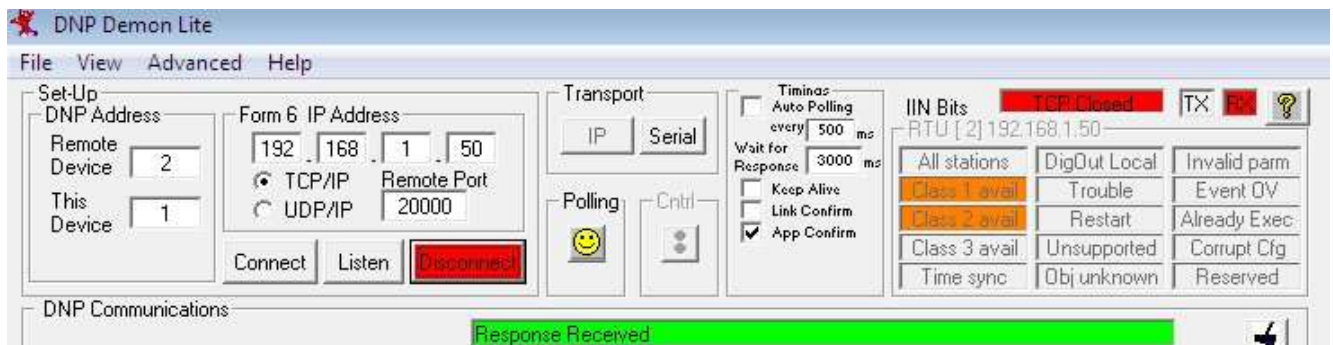 DNP Demon Lite
File View Advanced Help
Set-Up
DNP Address
Remote Device 2
This Device 1
Form 6 IP Address
192 . 168 . 1 . 50
TCP/IP
UDP/IP
Remote Port
20000
Connect Listen Disconnect
Transport
IP Serial
Polling
Cntrl
Timings
Auto Polling
every 500 ms
Wait for
Response 3000 ms
Keep Alive
Link Confirm
App Confirm
IIN Bits TCP:Closed TX RX ?
RTU [ 2] 192.168.1.50
All stations DigOut Local Invalid parm
Class 1 avail Trouble Event OV
Class 2 avail Restart Already Exec
Class 3 avail Unsupported Corrupt Cfg
Time sync Obj unknown Reserved
DNP Communications
Response Received